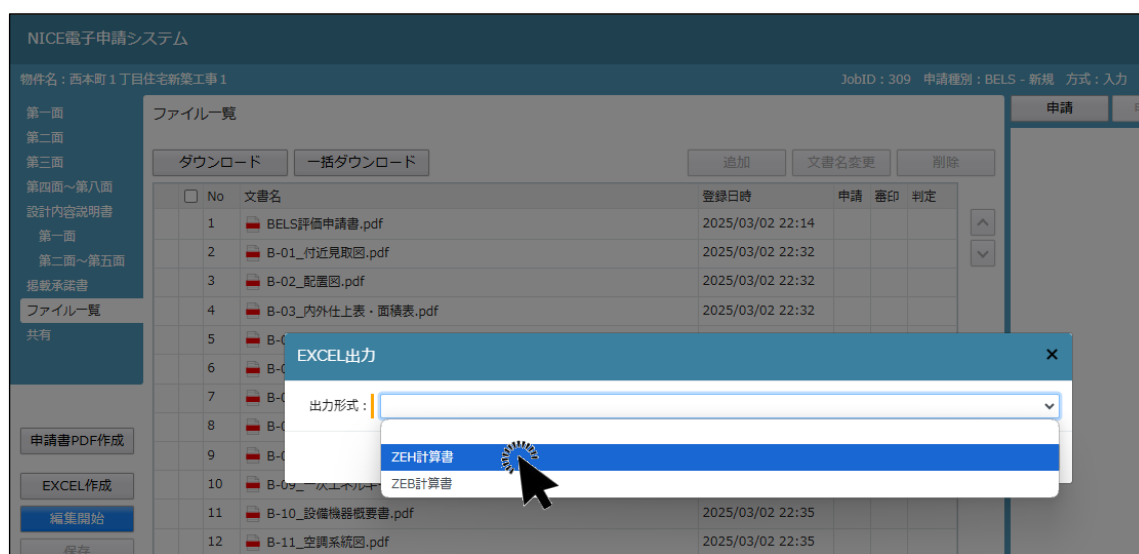 NICE電子申請システム
物件名：西本町１丁目住宅新築工事１ JobID：309 申請種別：BELS - 新規 方式：入力
第一面
第二面
第三面
第四面～第八面
設計内容説明書
第一面
第二面～第五面
掲載承諾書
ファイル一覧
共有
申請書PDF作成
EXCEL作成
編集開始
保存
ファイル一覧
ダウンロード 一括ダウンロード 追加 文書名変更 削除
No 文書名 登録日時 申請 審印 判定
1 BELS評価申請書.pdf 2025/03/02 22:14
2 B-01_付近見取図.pdf 2025/03/02 22:32
3 B-02_配置図.pdf 2025/03/02 22:32
4 B-03_内外仕上表・面積表.pdf 2025/03/02 22:32
5
6
7
8
9
10
11 B-10_設備機器概要書.pdf 2025/03/02 22:35
12 B-11_空調系統図.pdf 2025/03/02 22:35
EXCEL出力 ×
出力形式：
ZEH計算書
ZEB計算書
申請